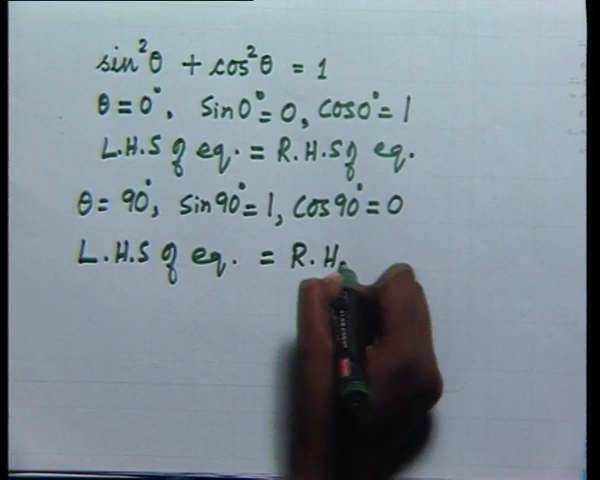 sin²θ + cos²θ = 1
θ = 0°, Sin0° = 0, cos0° = 1
L.H.S of eq. = R.H.S of eq.
θ = 90°, sin90° = 1, cos90° = 0
L.H.S of eq. = R.H.